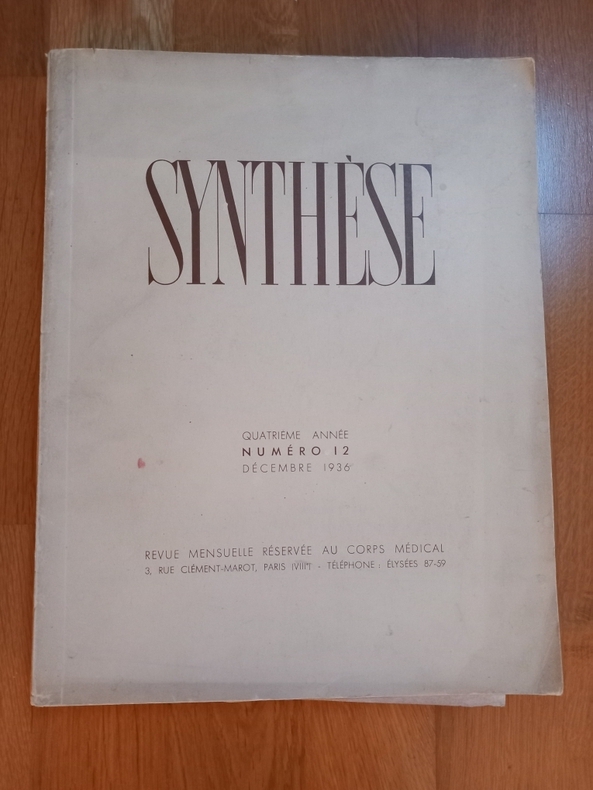 SYNTHÈSE
QUATRIÈME ANNÉE
NUMÉRO 12
DÉCEMBRE 1936
REVUE MENSUELLE RÉSERVÉE AU CORPS MÉDICAL
3, RUE CLÉMENT-MAROT, PARIS (VIIIᵉ) - TÉLÉPHONE : ÉLYSÉES 87-59